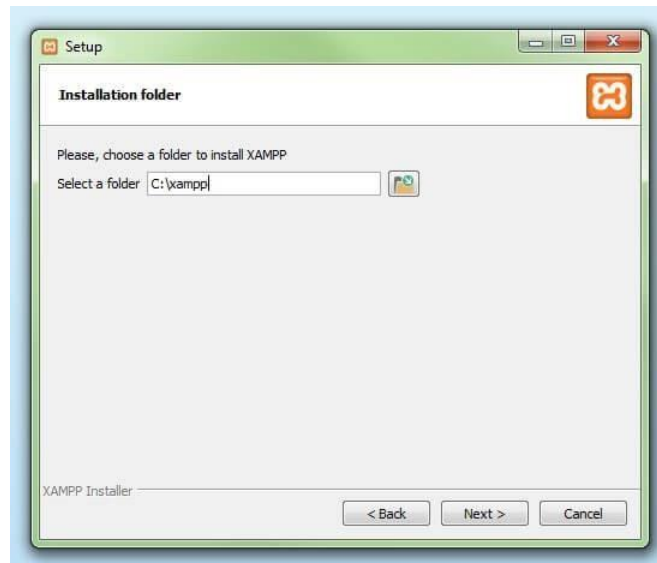 Setup
Installation folder
Please, choose a folder to install XAMPP
Select a folder C:\xampp
XAMPP Installer
< Back Next > Cancel